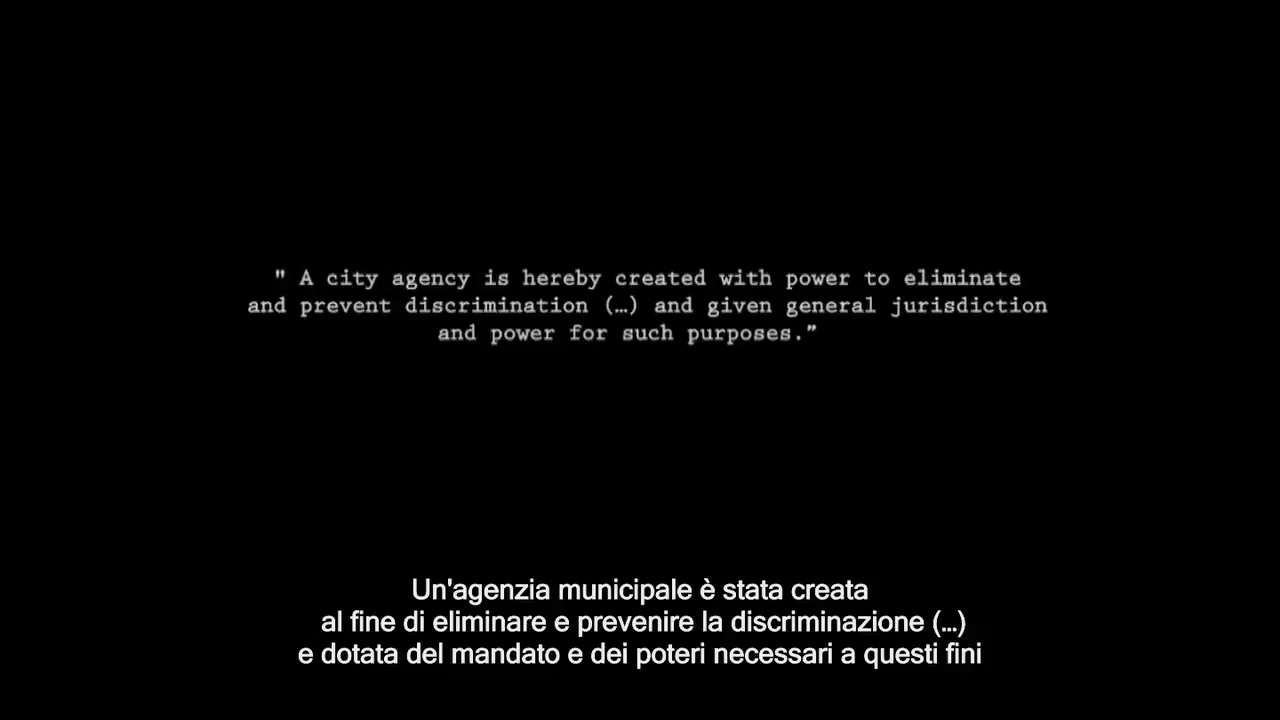 " A city agency is hereby created with power to eliminate
and prevent discrimination (…) and given general jurisdiction
and power for such purposes.”
Un'agenzia municipale è stata creata
al fine di eliminare e prevenire la discriminazione (…)
e dotata del mandato e dei poteri necessari a questi fini